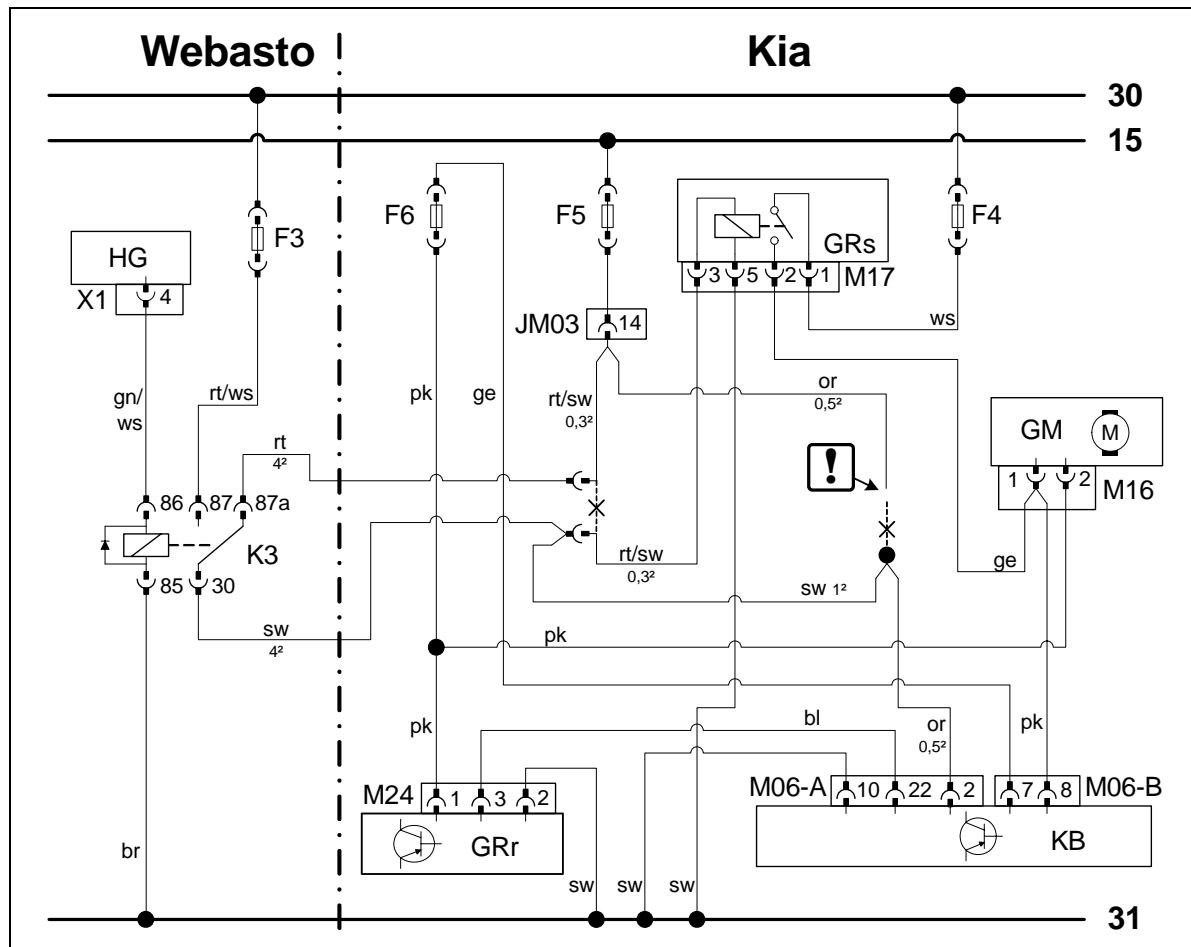 Webasto Kia
30
15
F6 F5 F4
F3 GRs
HG 3 5 2 1 M17
X1 4
JM03 14 ws
gn/ rt/ws pk ge rt/sw or
ws 0,3² 0,5²
rt GM M
4² ! 1 2 M16
86 87 87a
K3 rt/sw ge
85 30 0,3² sw 1²
sw pk
4²
pk bl or pk
0,5²
M24 1 3 2 M06-A 10 22 2 7 8 M06-B
GRr KB
br
sw sw sw
31